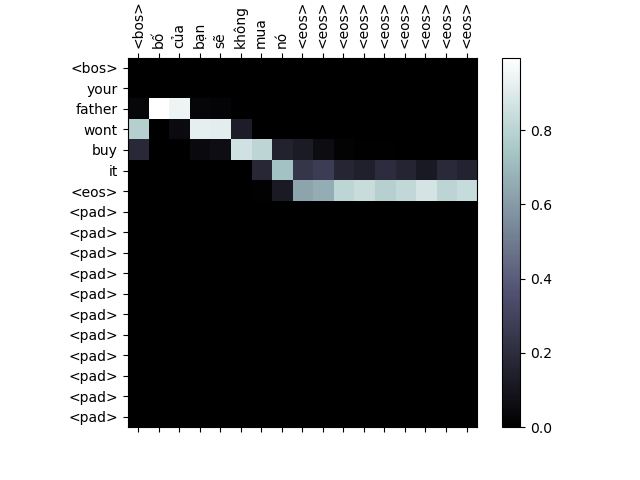 <bos> bố của bạn sẽ không mua nó <eos> <eos> <eos> <eos> <eos> <eos> <eos> <eos> <eos>
<bos>
your
father
wont
buy
it
<eos>
<pad>
<pad>
<pad>
<pad>
<pad>
<pad>
<pad>
<pad>
<pad>
<pad>
<pad>
0.8
0.6
0.4
0.2
0.0